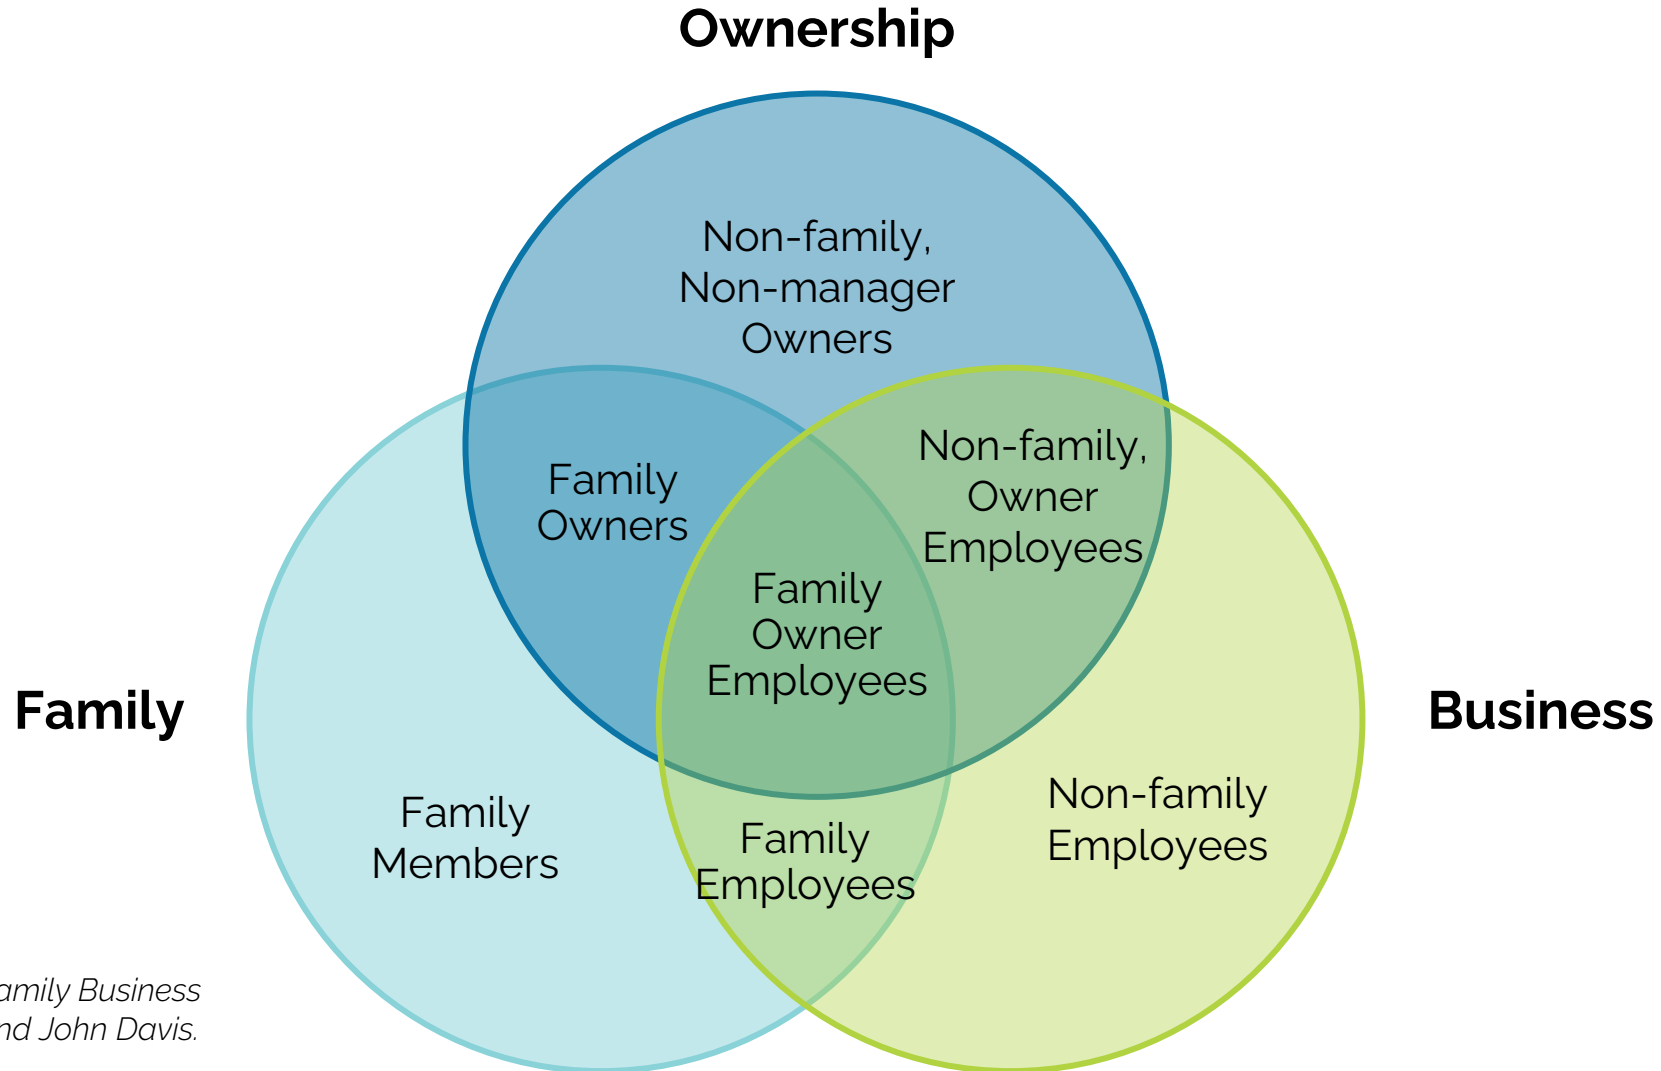 Ownership
Non-family,
Non-manager
Owners
Family
Owners
Non-family,
Owner
Employees
Family
Owner
Employees
Family
Business
Family
Members
Family
Employees
Non-family
Employees
amily Business
nd John Davis.